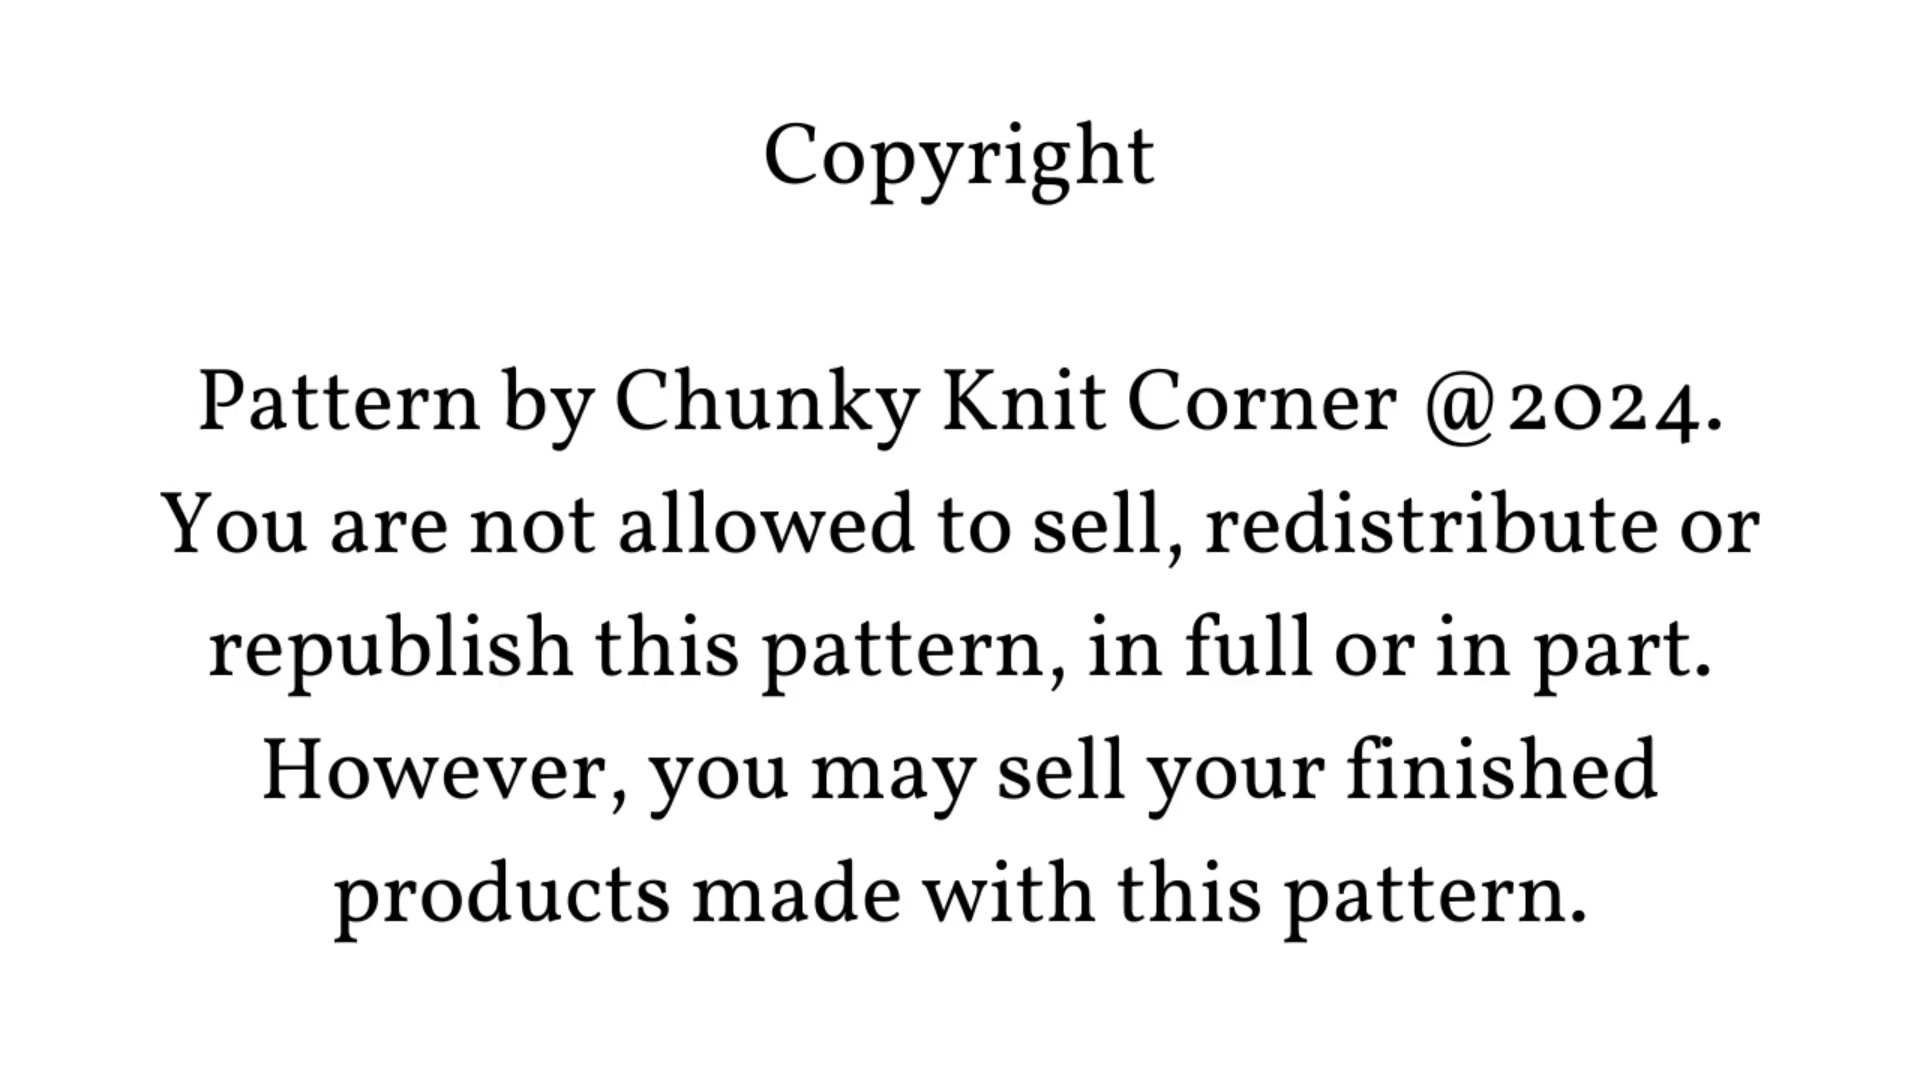 Copyright
Pattern by Chunky Knit Corner @2024.
You are not allowed to sell, redistribute or
republish this pattern, in full or in part.
However, you may sell your finished
products made with this pattern.